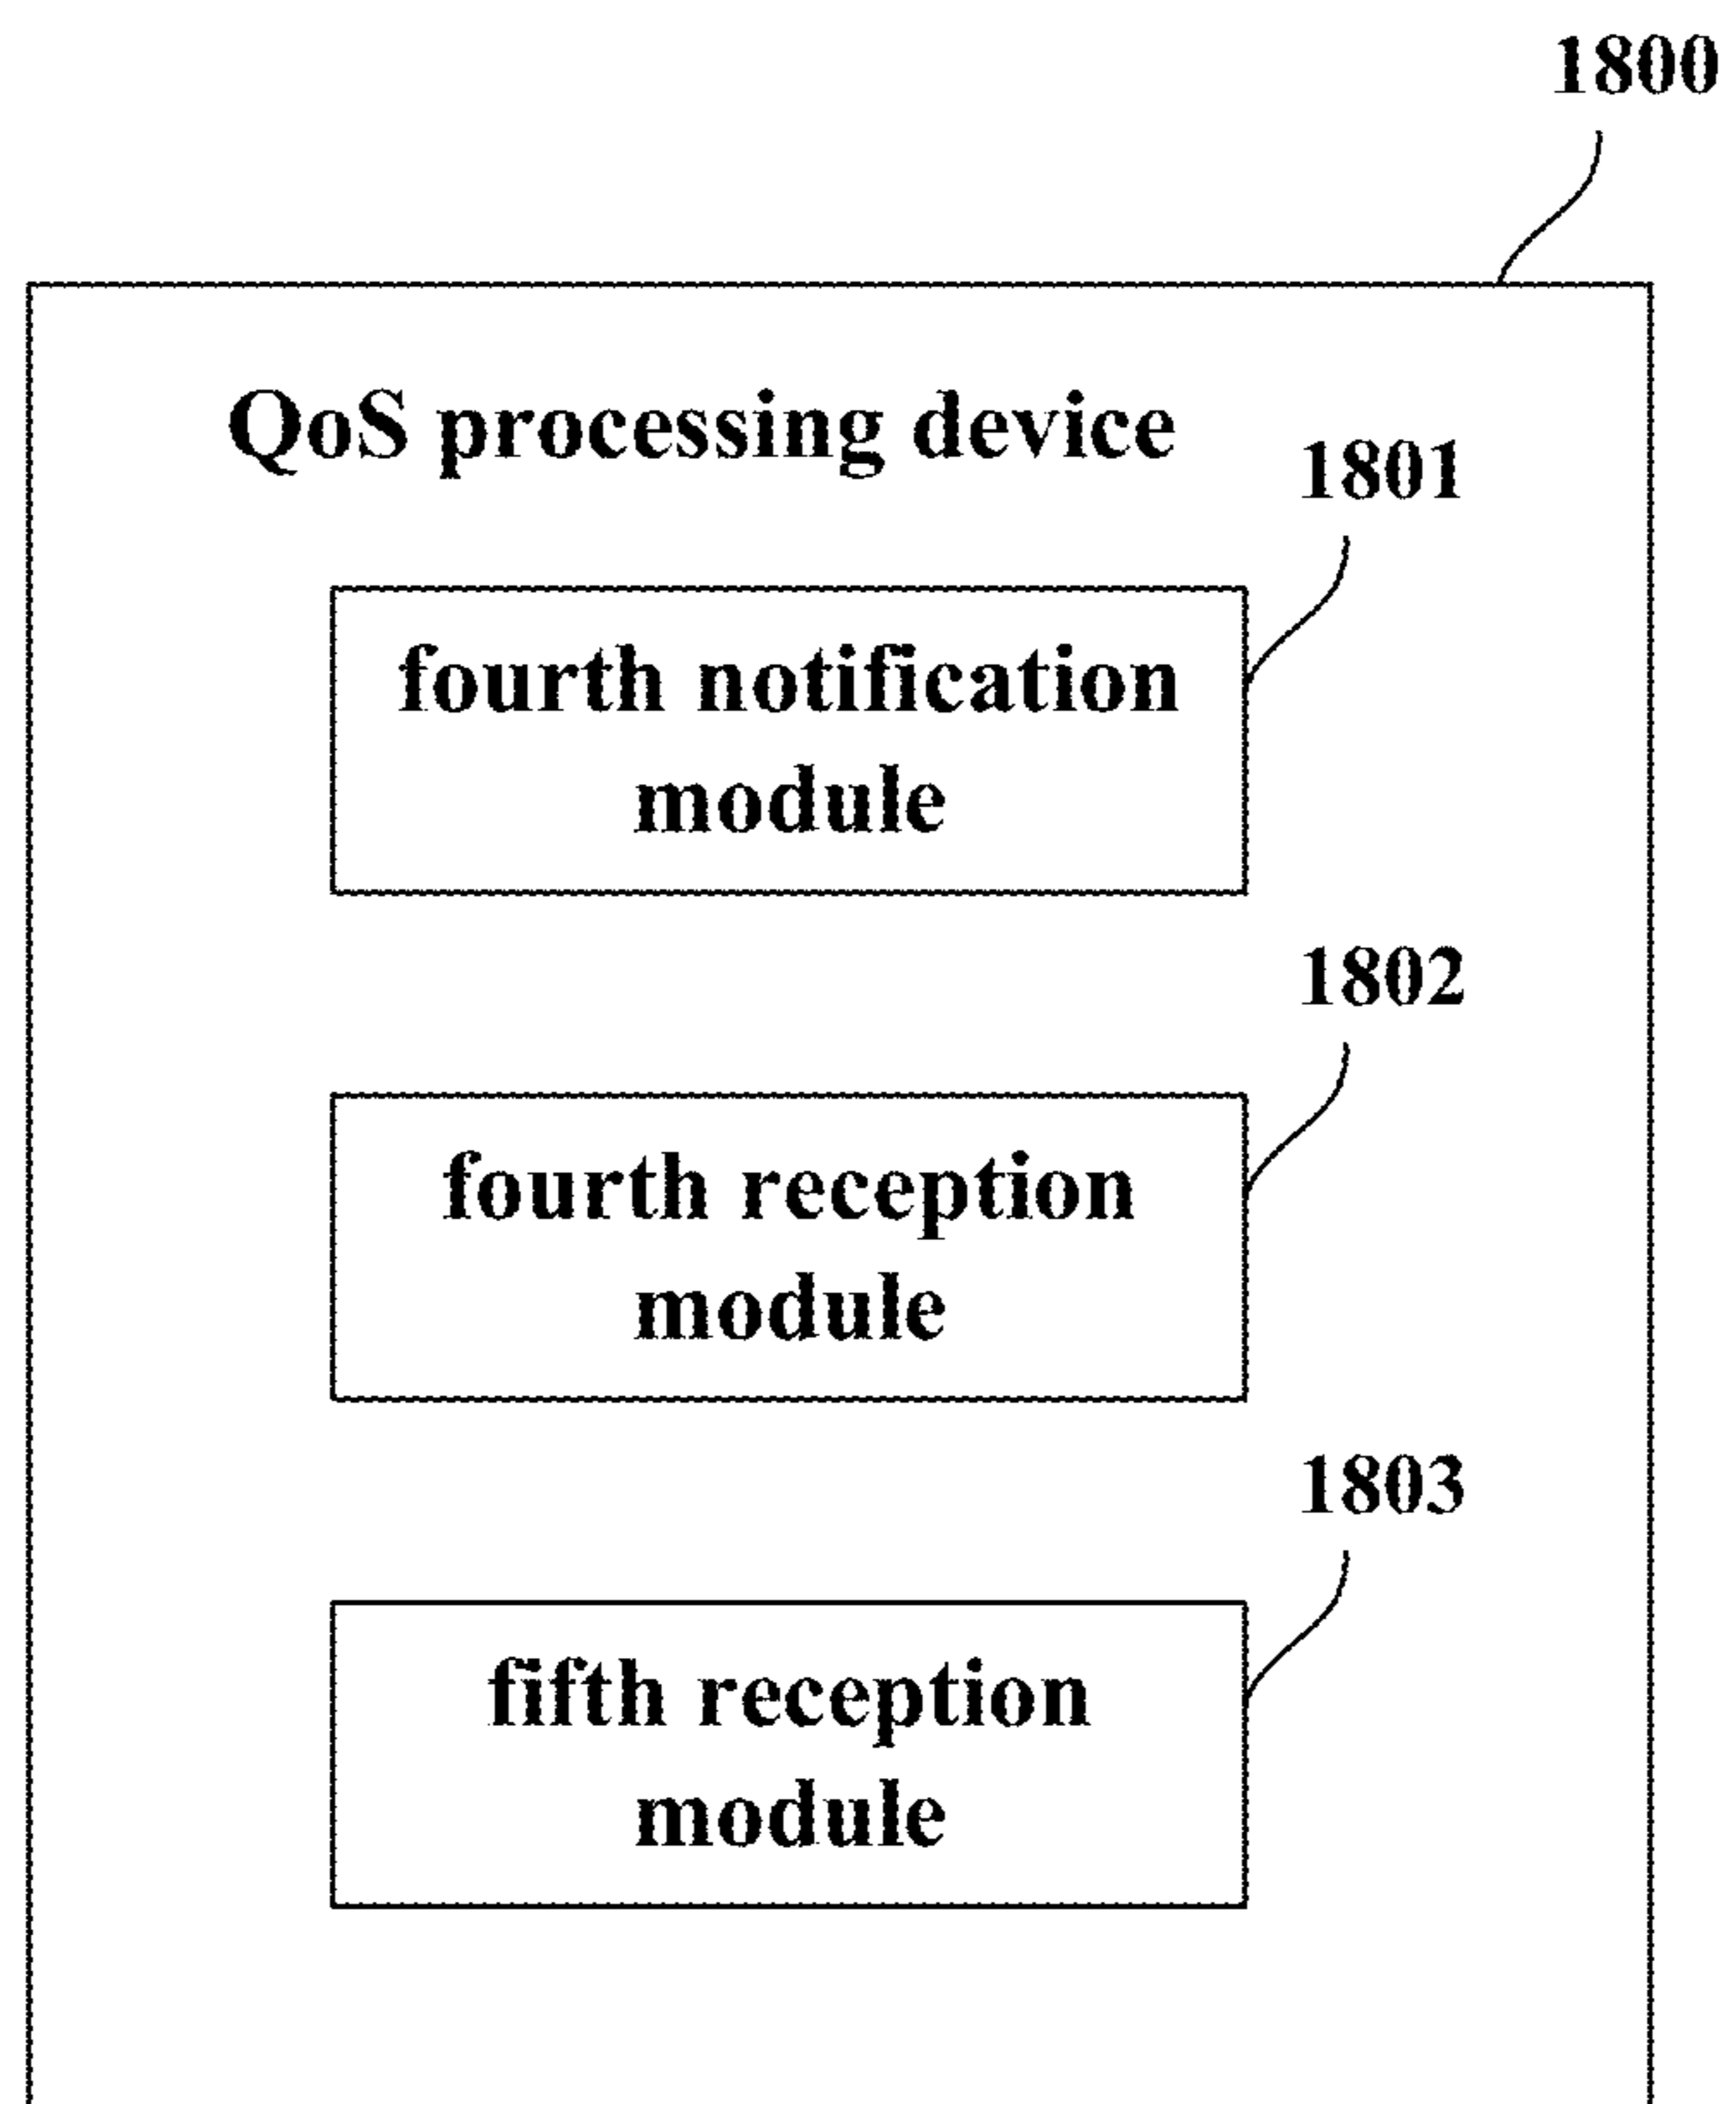 1800
QoS processing device
1801
fourth notification
module
1802
fourth reception
module
1803
fifth reception
module